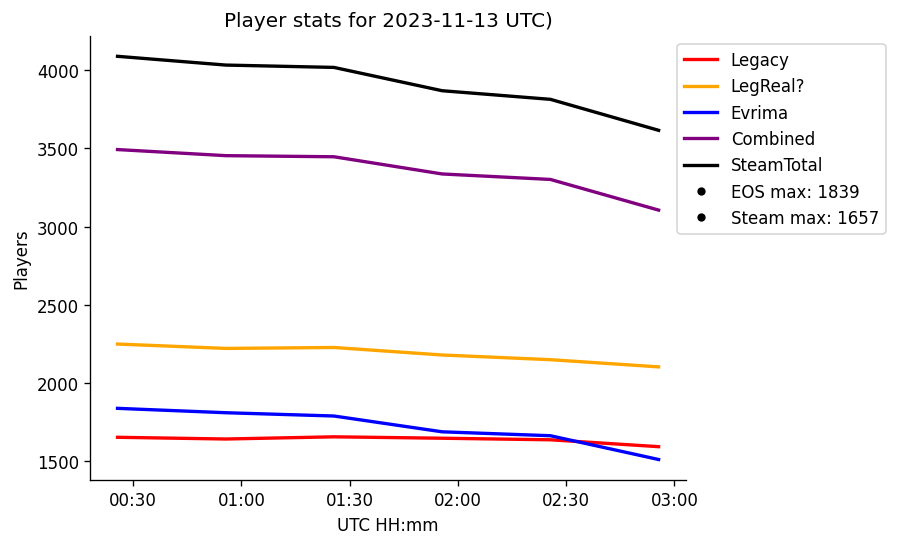 Player stats for 2023-11-13 UTC)
Legacy
LegReal?
Evrima
Combined
SteamTotal
EOS max: 1839
Steam max: 1657
Players
4000
3500
3000
2500
2000
1500
00:30 01:00 01:30 02:00 02:30 03:00
UTC HH:mm